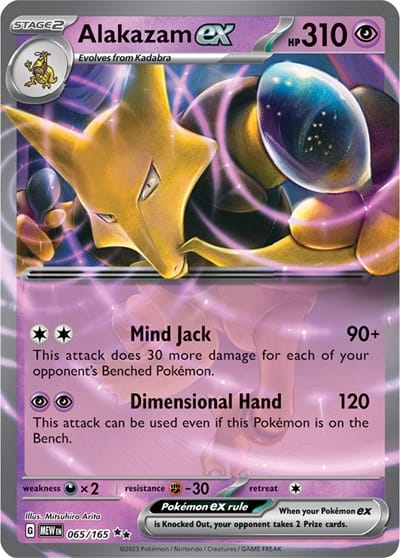 STAGE2
Alakazam ex
HP310
Evolves from Kadabra
Mind Jack 90+
This attack does 30 more damage for each of your
opponent's Benched Pokémon.
Dimensional Hand 120
This attack can be used even if this Pokémon is on
the Bench.
Illus. Mitsuhiro Arita
weakness ×2 resistance -30 retreat
G MEW EN 065/165
Pokémon ex rule
When your Pokémon ex
is Knocked Out, your opponent takes 2 Prize cards.
©2023 Pokémon / Nintendo / Creatures / GAME FREAK